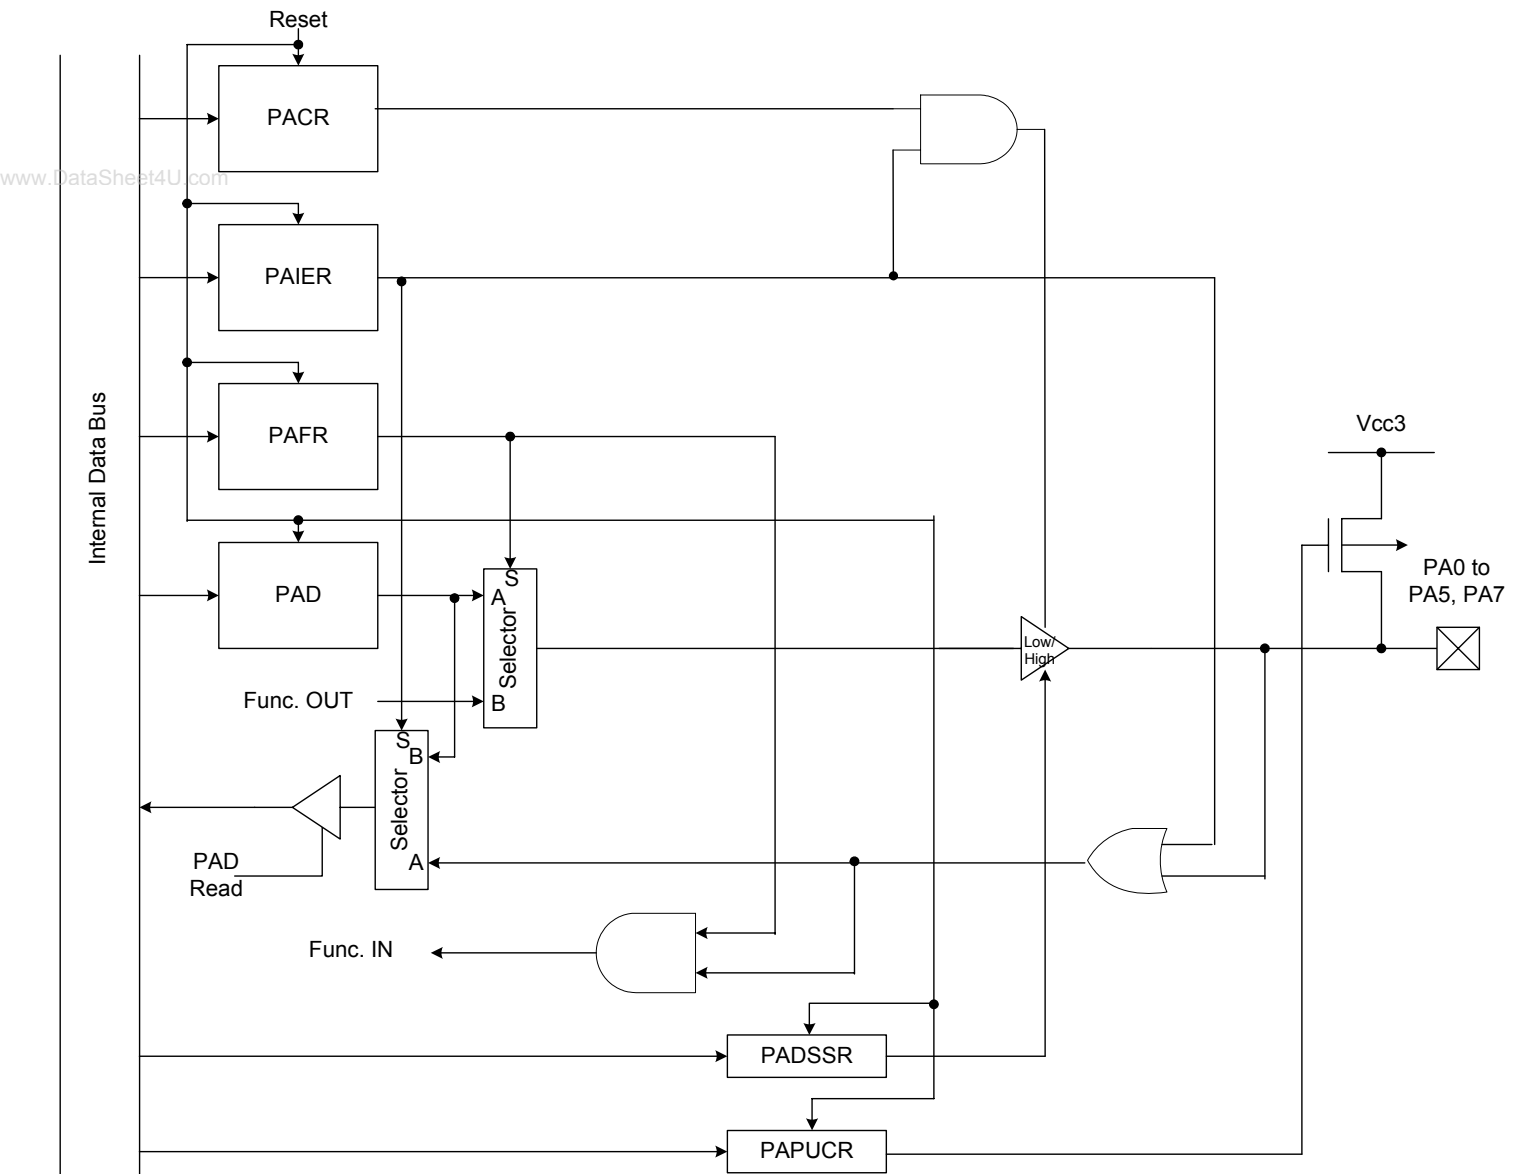 Reset
PACR
www.DataSheet4U.com
PAIER
Internal Data Bus
PAFR
Vcc3
PAD
S
A
Selector
B
PA0 to
PA5, PA7
Low/
High
Func. OUT
S
B
Selector
A
PAD
Read
Func. IN
PADSSR
PAPUCR